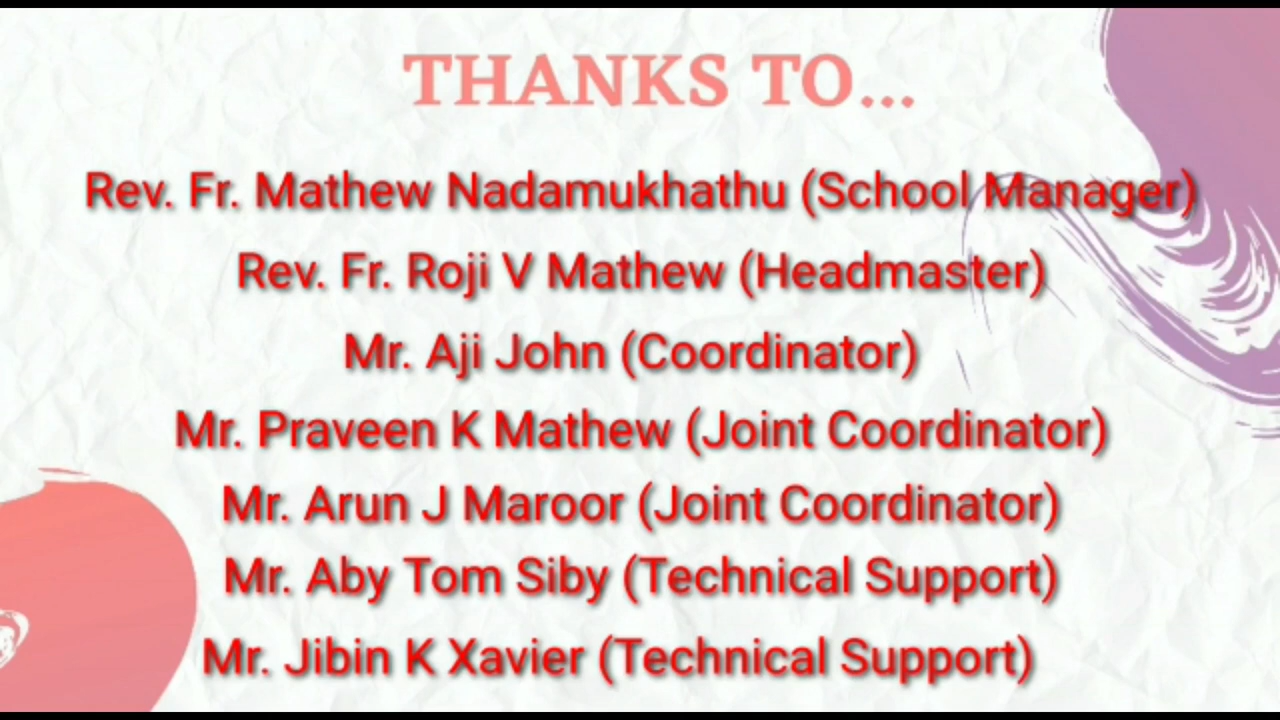 THANKS TO...
Rev. Fr. Mathew Nadamukhathu (School Manager)
Rev. Fr. Roji V Mathew (Headmaster)
Mr. Aji John (Coordinator)
Mr. Praveen K Mathew (Joint Coordinator)
Mr. Arun J Maroor (Joint Coordinator)
Mr. Aby Tom Siby (Technical Support)
Mr. Jibin K Xavier (Technical Support)